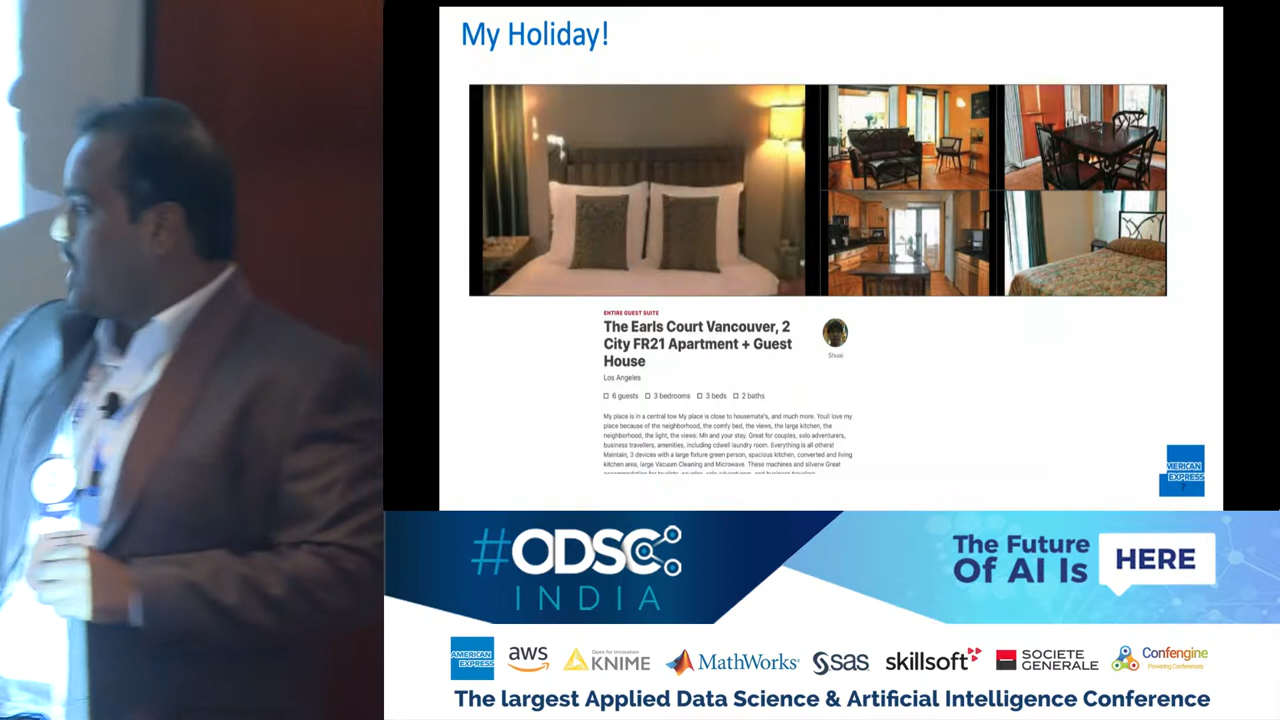 My Holiday!
ENTIRE GUEST SUITE
The Earls Court Vancouver, 2
City FR21 Apartment + Guest
House
Shuai
Los Angeles
6 guests 3 bedrooms 3 beds 2 baths
My place is in a central tow My place is close to housemate's, and much more. Youll love my
place because of the neighborhood, the comfy bed, the views, the large kitchen, the
neighborhood, the light, the views: Mh and your stay. Great for couples, solo adventurers,
business travellers, amenities, including cdwell laundry room. Everything is all others!
Maintain, 3 devices with a large fixture green person, spacious kitchen, converted and living
kitchen area, large Vacuum Cleaning and Microwave. These machines and silverw Great
AMERICAN
EXPRESS
7
#ODSC
INDIA
The Future
Of AI Is
HERE
AMERICAN
EXPRESS
aws
Open for Innovation
KNIME
MathWorks
sas
skillsoft
SOCIETE
GENERALE
Confengine
Powering Conferences
The largest Applied Data Science & Artificial Intelligence Conference